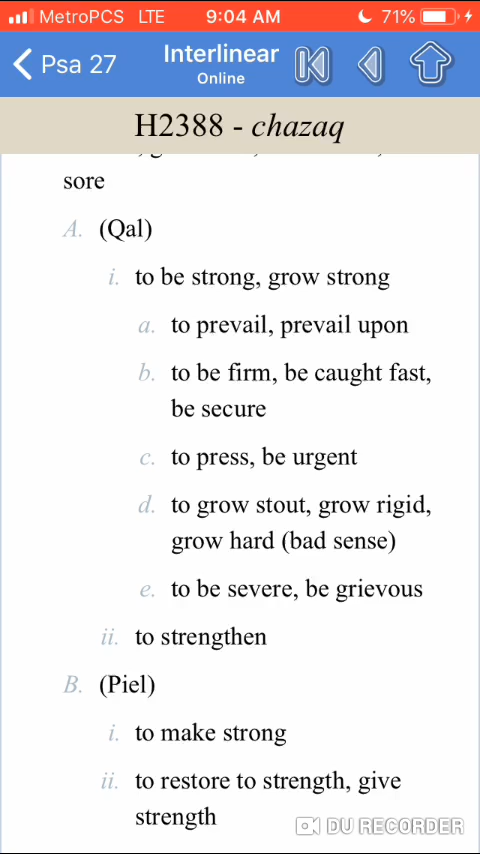 MetroPCS LTE 9:04 AM 71%
Psa 27 Interlinear
Online
H2388 - chazaq
sore
A. (Qal)
i. to be strong, grow strong
a. to prevail, prevail upon
b. to be firm, be caught fast,
be secure
c. to press, be urgent
d. to grow stout, grow rigid,
grow hard (bad sense)
e. to be severe, be grievous
ii. to strengthen
B. (Piel)
i. to make strong
ii. to restore to strength, give
strength
DU RECORDER